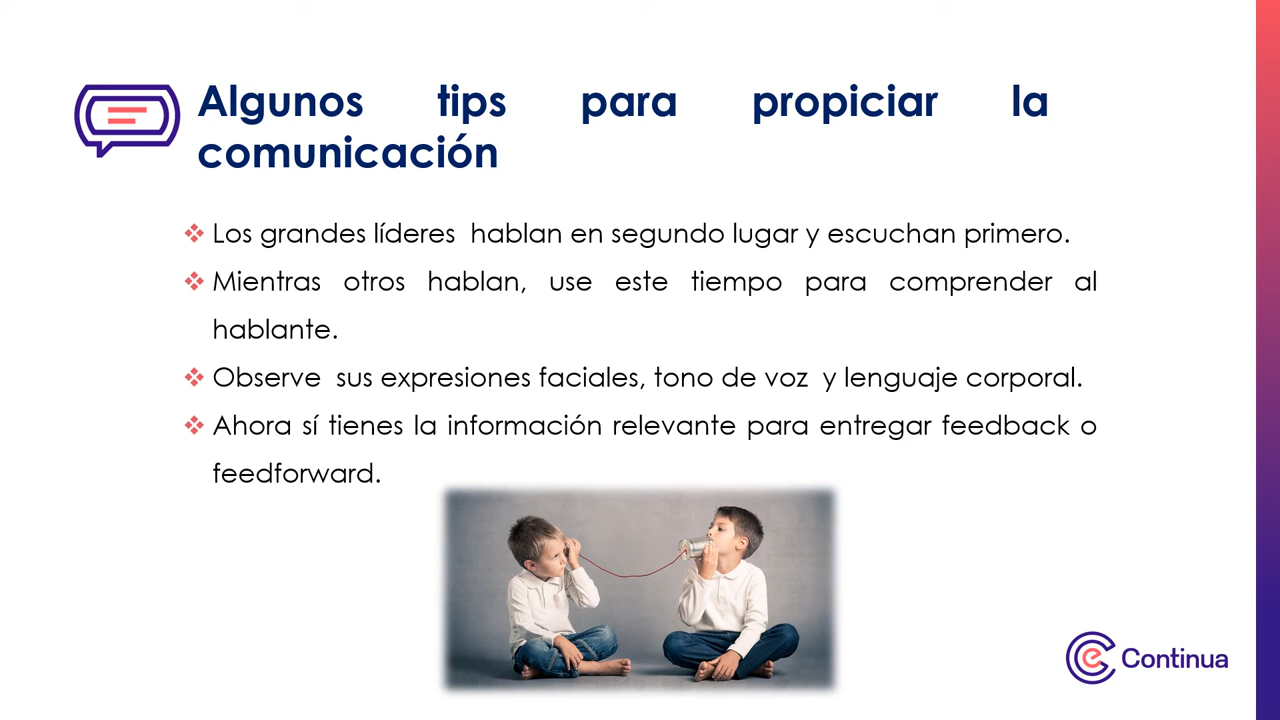 Algunos tips para propiciar la
comunicación
Los grandes líderes hablan en segundo lugar y escuchan primero.
Mientras otros hablan, use este tiempo para comprender al
hablante.
Observe sus expresiones faciales, tono de voz y lenguaje corporal.
Ahora sí tienes la información relevante para entregar feedback o
feedforward.
Continua